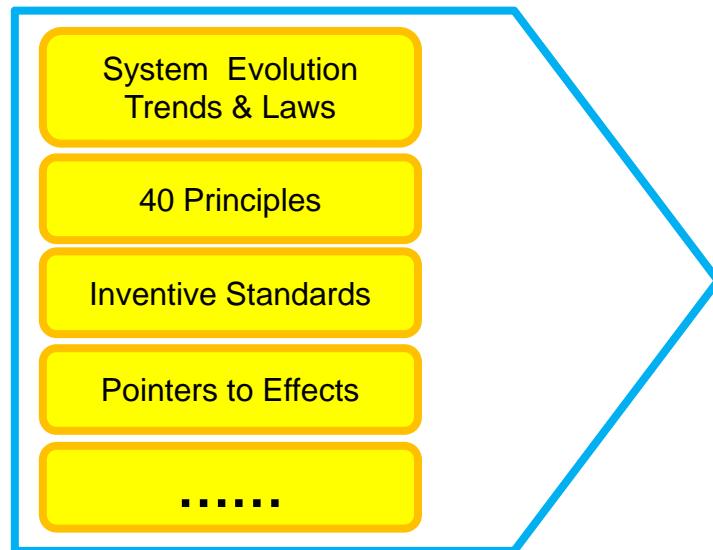 System  Evolution
Trends & Laws
40 Principles
Inventive Standards
Pointers to Effects
......